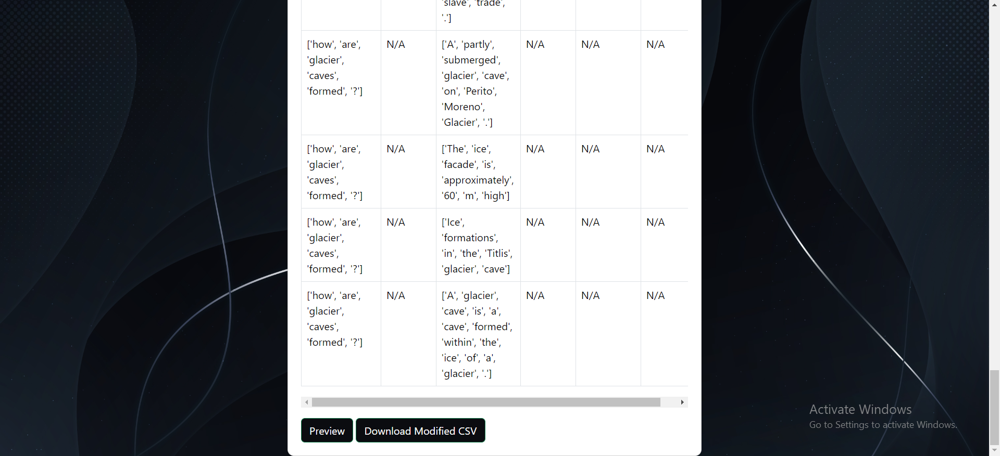 'slave', 'trade',
'.']
['how', 'are', N/A ['A', 'partly', N/A N/A N/A
'glacier', 'submerged',
'caves', 'glacier', 'cave',
'formed', '?'] 'on', 'Perito',
'Moreno',
'Glacier', '.']
['how', 'are', N/A ['The', 'ice', N/A N/A N/A
'glacier', 'facade', 'is',
'caves', 'approximately',
'formed', '?'] '60', 'm', 'high']
['how', 'are', N/A ['Ice', N/A N/A N/A
'glacier', 'formations',
'caves', 'in', 'the', 'Titlis',
'formed', '?'] 'glacier', 'cave']
['how', 'are', N/A ['A', 'glacier', N/A N/A N/A
'glacier', 'cave', 'is', 'a',
'caves', 'cave', 'formed',
'formed', '?'] 'within', 'the',
'ice', 'of', 'a',
'glacier', '.']
Preview Download Modified CSV
Activate Windows
Go to Settings to activate Windows.